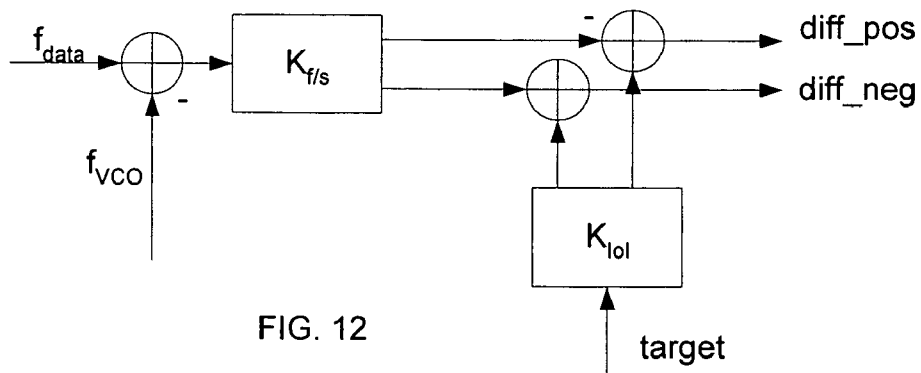 -
diff_pos
f_data
K_f/s
diff_neg
-
f_VCO
K_lol
FIG. 12
target